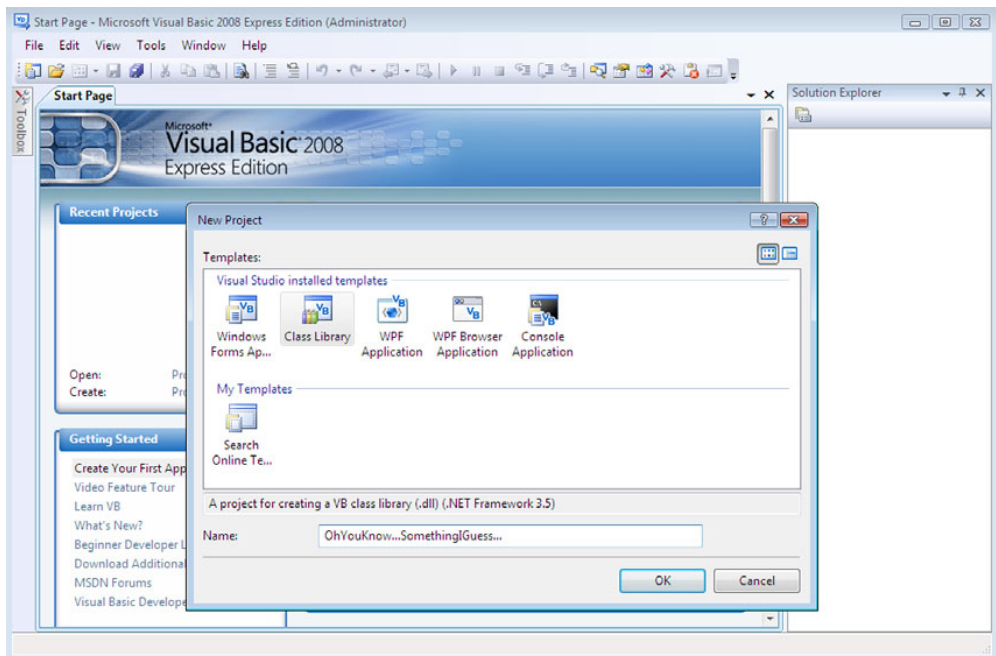 Start Page - Microsoft Visual Basic 2008 Express Edition (Administrator)
File Edit View Tools Window Help
Toolbox
Start Page
Solution Explorer
Microsoft
Visual Basic 2008
Express Edition
Recent Projects
Open:
Create:
Getting Started
Create Your First App
Video Feature Tour
Learn VB
What's New?
Beginner Developer L
Download Additional
MSDN Forums
Visual Basic Develope
New Project
Templates:
Visual Studio installed templates
Windows Forms Ap...
Class Library
WPF Application
WPF Browser Application
Console Application
My Templates
Search Online Te...
A project for creating a VB class library (.dll) (.NET Framework 3.5)
Name: OhYouKnow...SomethingIGuess...
OK Cancel